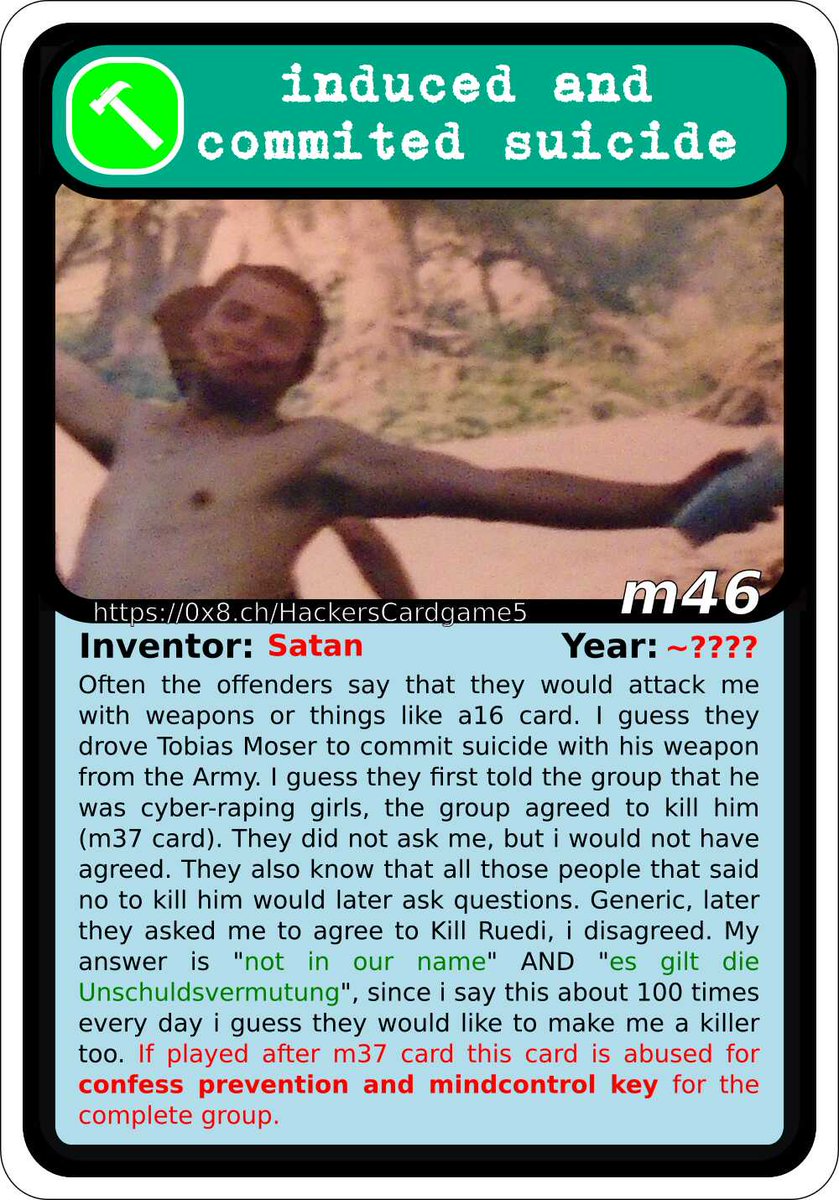 induced and
commited suicide
m46
https://0x8.ch/HackersCardgame5
Inventor: Satan Year: ~????
Often the offenders say that they would attack me
with weapons or things like a16 card. I guess they
drove Tobias Moser to commit suicide with his weapon
from the Army. I guess they first told the group that he
was cyber-raping girls, the group agreed to kill him
(m37 card). They did not ask me, but i would not have
agreed. They also know that all those people that said
no to kill him would later ask questions. Generic, later
they asked me to agree to Kill Ruedi, i disagreed. My
answer is "not in our name" AND "es gilt die
Unschuldsvermutung", since i say this about 100 times
every day i guess they would like to make me a killer
too. If played after m37 card this card is abused for
confess prevention and mindcontrol key for the
complete group.